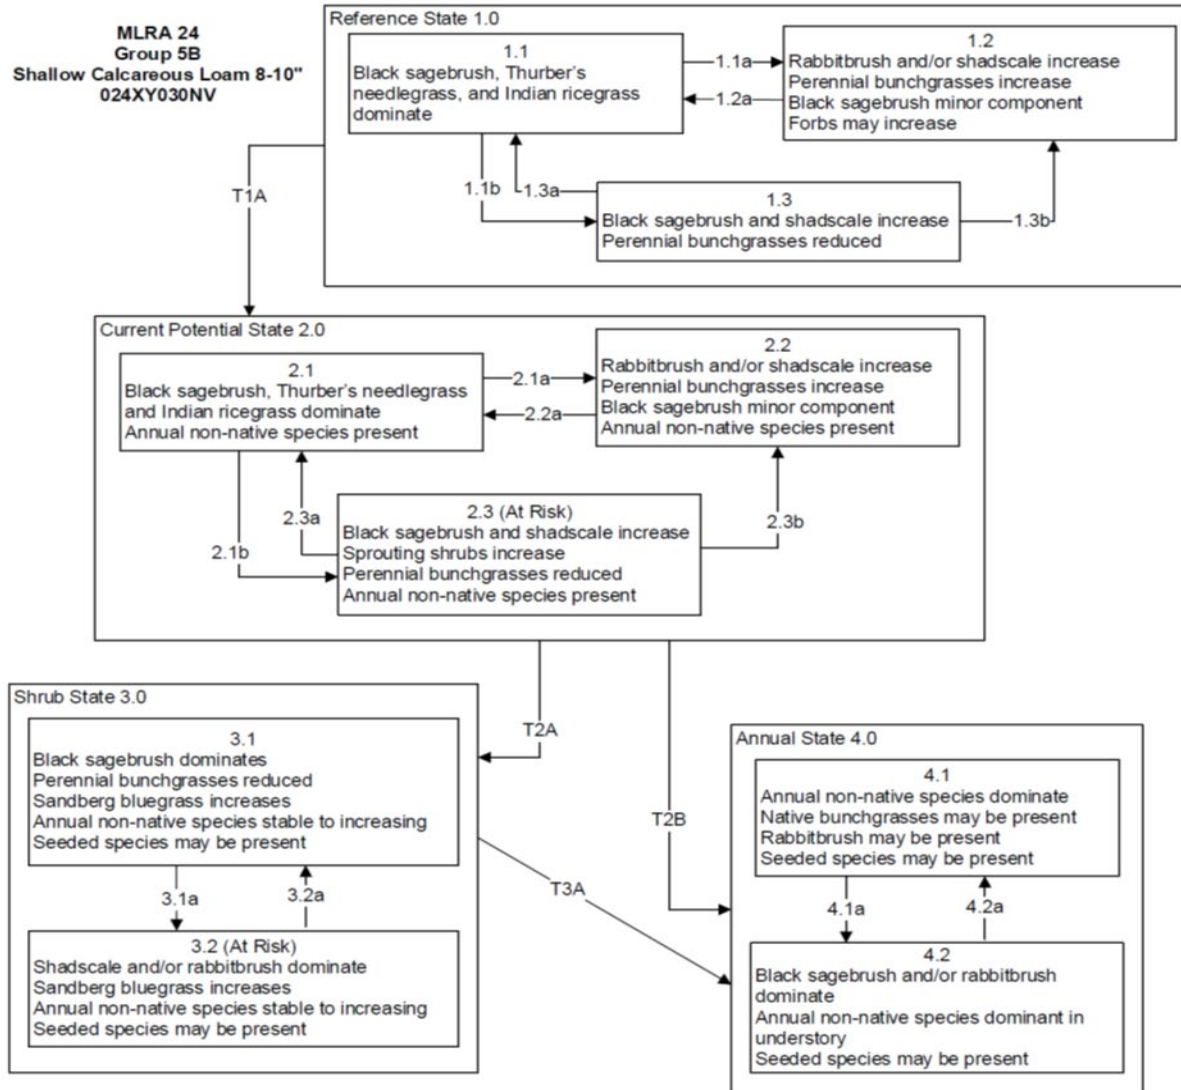 MLRA 24
Group 5B
Shallow Calcareous Loam 8-10"
024XY030NV
Reference State 1.0
1.1
Black sagebrush, Thurber's
needlegrass, and Indian ricegrass
dominate
1.1a
1.2a
1.2
Rabbitbrush and/or shadscale increase
Perennial bunchgrasses increase
Black sagebrush minor component
Forbs may increase
1.1b
1.3a
1.3
Black sagebrush and shadscale increase
Perennial bunchgrasses reduced
1.3b
T1A
Current Potential State 2.0
2.1
Black sagebrush, Thurber's needlegrass
and Indian ricegrass dominate
Annual non-native species present
2.1a
2.2a
2.2
Rabbitbrush and/or shadscale increase
Perennial bunchgrasses increase
Black sagebrush minor component
Annual non-native species present
2.1b
2.3a
2.3 (At Risk)
Black sagebrush and shadscale increase
Sprouting shrubs increase
Perennial bunchgrasses reduced
Annual non-native species present
2.3b
T2A
T2B
Shrub State 3.0
3.1
Black sagebrush dominates
Perennial bunchgrasses reduced
Sandberg bluegrass increases
Annual non-native species stable to increasing
Seeded species may be present
3.1a
3.2a
3.2 (At Risk)
Shadscale and/or rabbitbrush dominate
Sandberg bluegrass increases
Annual non-native species stable to increasing
Seeded species may be present
T3A
Annual State 4.0
4.1
Annual non-native species dominate
Native bunchgrasses may be present
Rabbitbrush may be present
Seeded species may be present
4.1a
4.2a
4.2
Black sagebrush and/or rabbitbrush
dominate
Annual non-native species dominant in
understory
Seeded species may be present